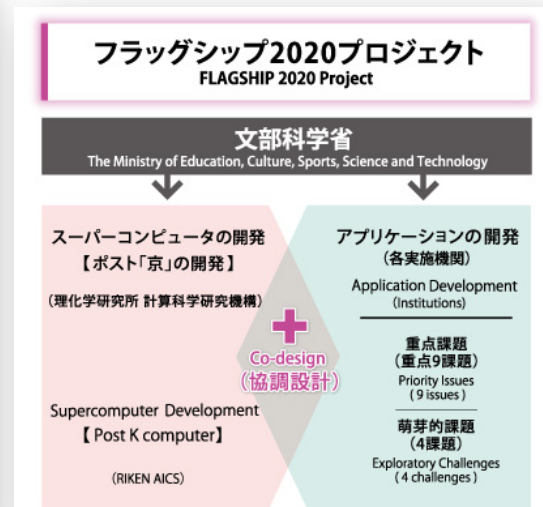 フラッグシップ2020プロジェクト
FLAGSHIP 2020 Project
文部科学省
The Ministry of Education, Culture, Sports, Science and Technology
スーパーコンピュータの開発
【ポスト「京」の開発】
(理化学研究所 計算科学研究機構)
Supercomputer Development
【 Post K computer】
(RIKEN AICS)
Co-design
(協調設計)
アプリケーションの開発
(各実施機関)
Application Development
(Institutions)
重点課題
(重点9課題)
Priority Issues
( 9 issues )
萌芽的課題
(4課題)
Exploratory Challenges
( 4 challenges )